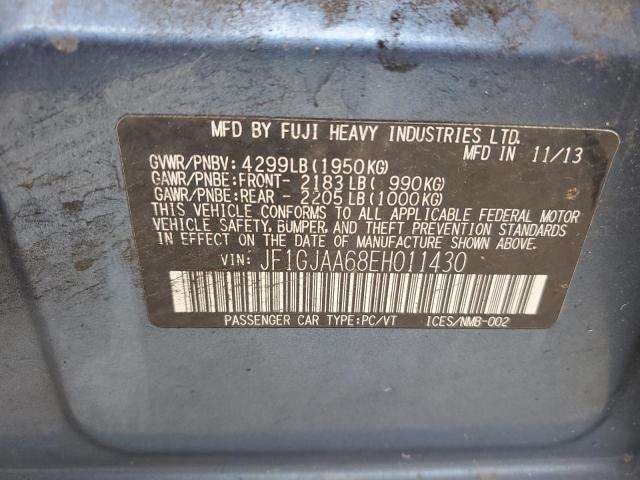 MFD BY FUJI HEAVY INDUSTRIES LTD.
MFD IN 11/13
GVWR/PNBV: 4299LB(1950KG)
GAWR/PNBE:FRONT- 2183LB( 990KG)
GAWR/PNBE:REAR - 2205LB(1000KG)
THIS VEHICLE CONFORMS TO ALL APPLICABLE FEDERAL MOTOR
VEHICLE SAFETY, BUMPER, AND THEFT PREVENTION STANDARDS
IN EFFECT ON THE DATE OF MANUFACTURE SHOWN ABOVE.
VIN: JF1GJAA68EH011430
PASSENGER CAR TYPE:PC/VT ICES/NMB-002